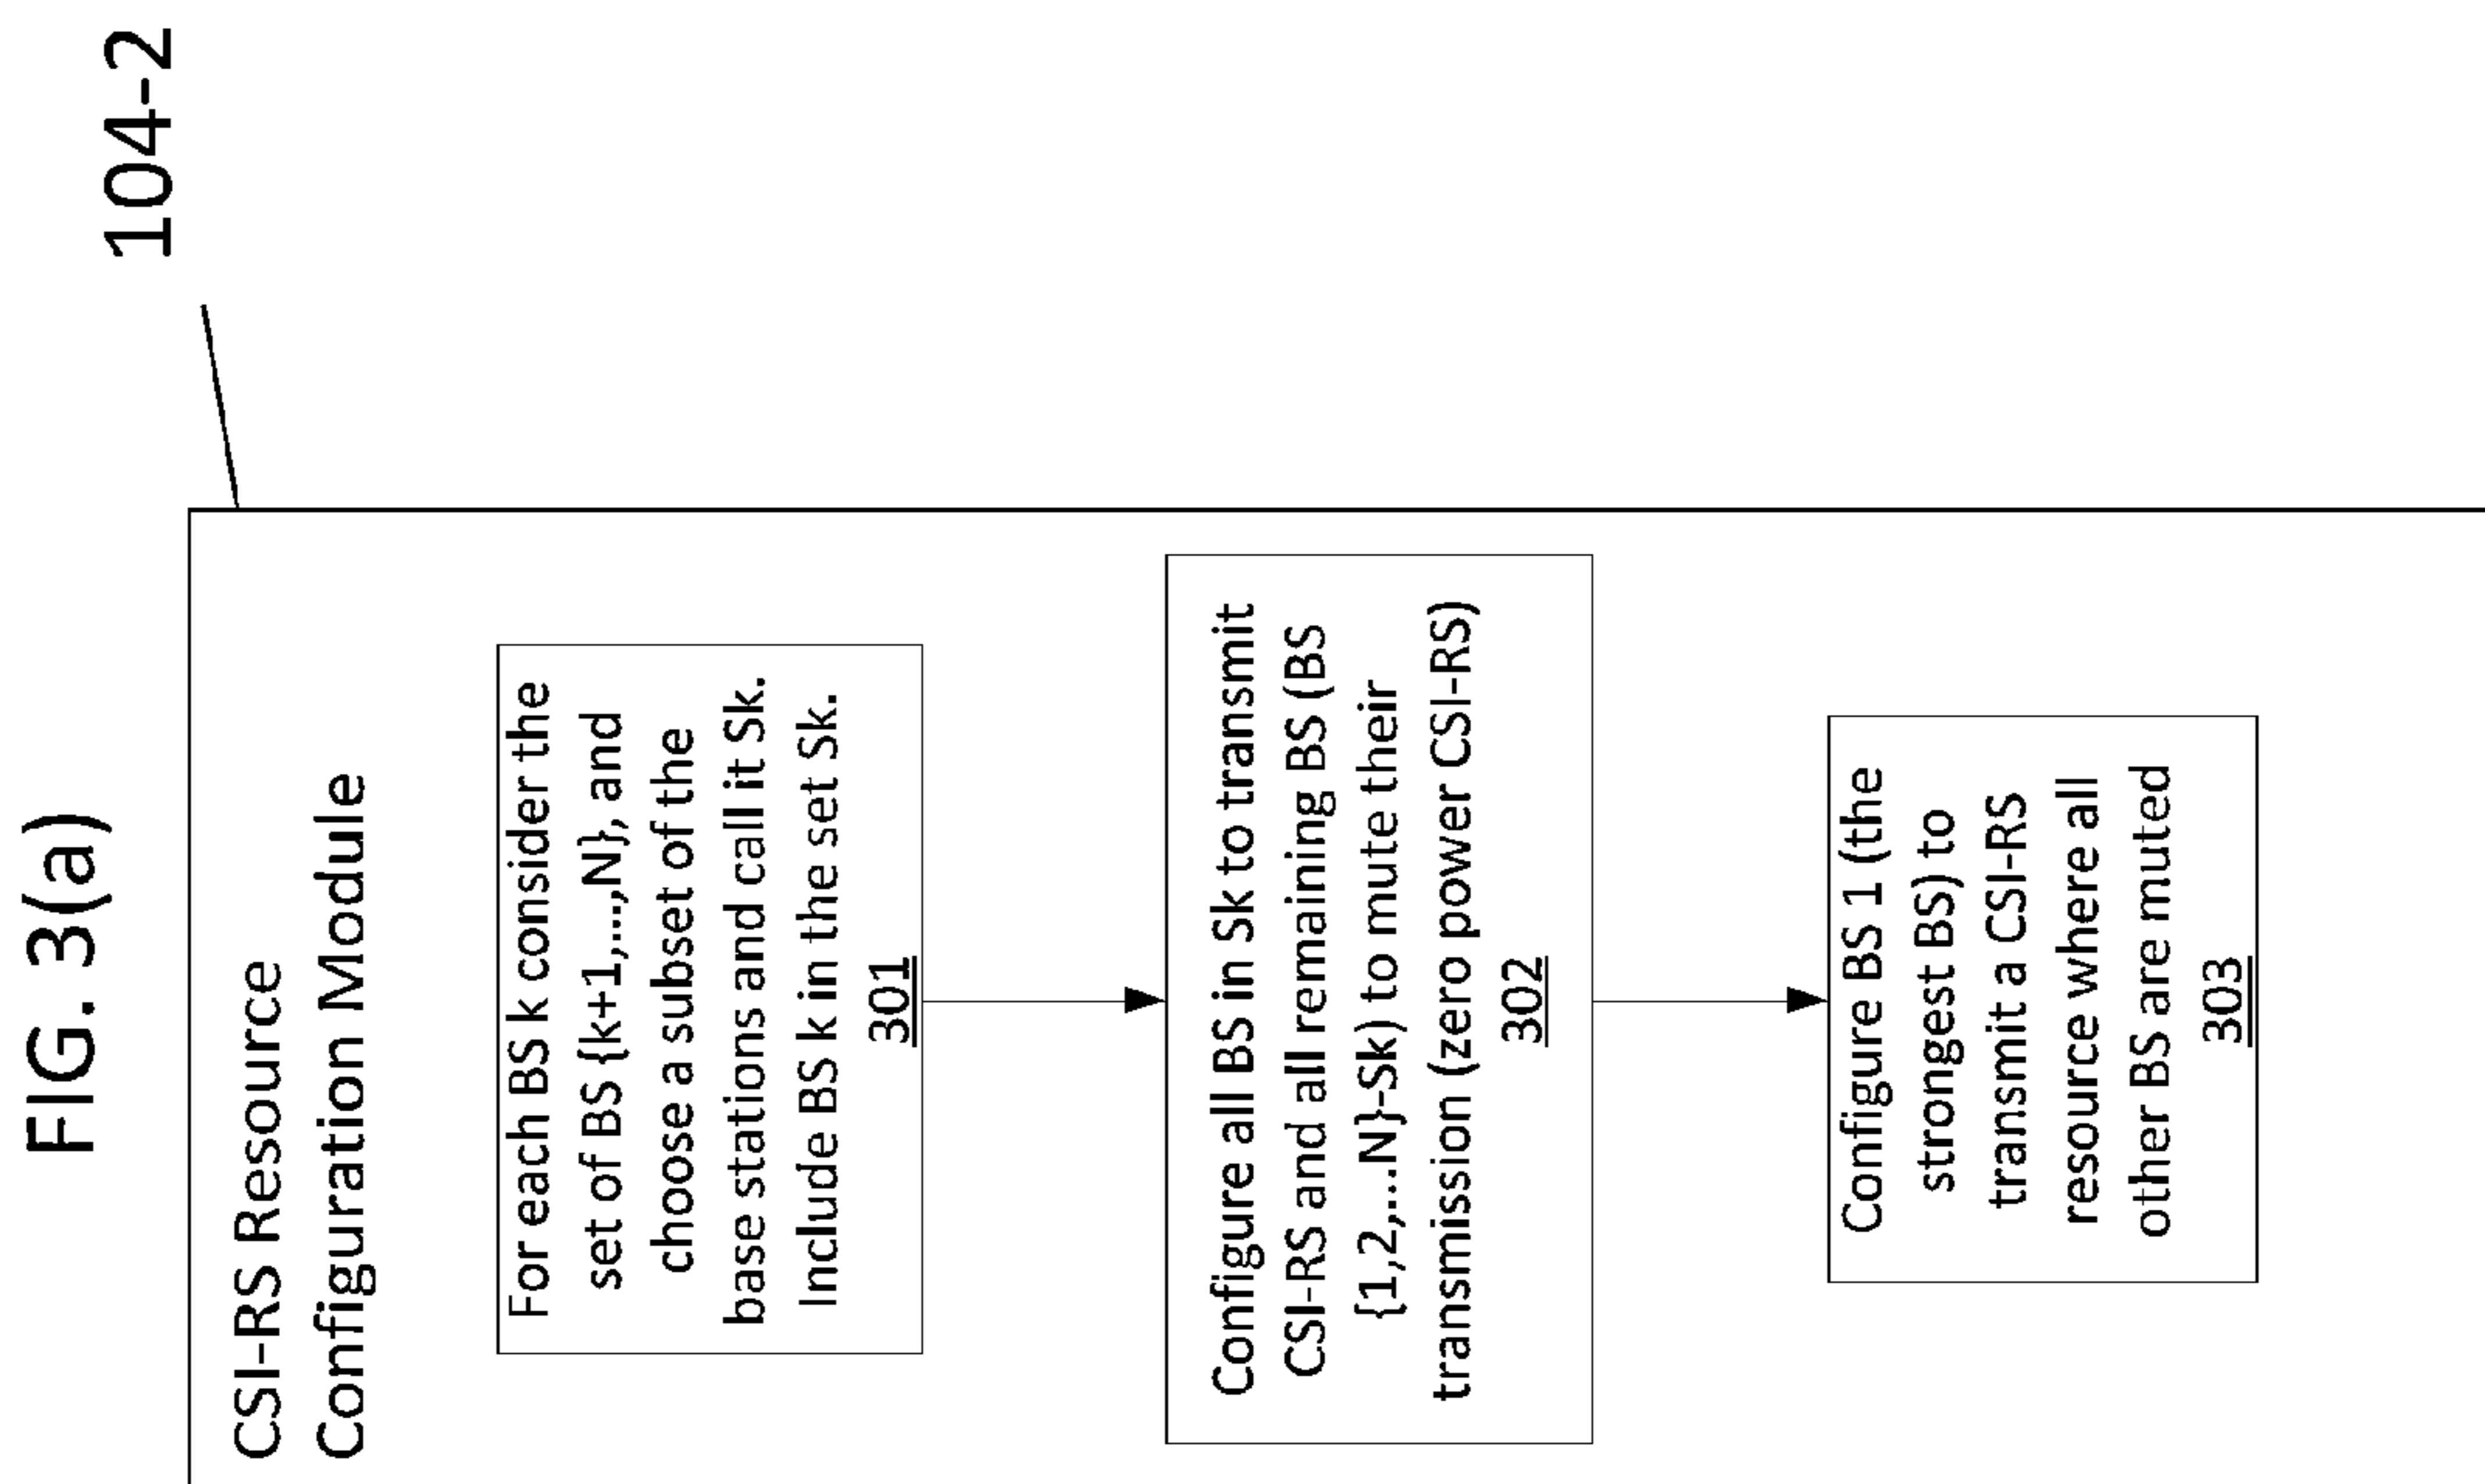 FIG. 3(a)
104-2
CSI-RS Resource
Configuration Module
For each BS k consider the
set of BS {k+1,...,N}, and
choose a subset of the
base stations and call it Sk.
Include BS k in the set Sk.
301
Configure all BS in Sk to transmit
CSI-RS and all remaining BS (BS
{1,2,...N}-Sk) to mute their
transmission (zero power CSI-RS)
302
Configure BS 1 (the
strongest BS) to
transmit a CSI-RS
resource where all
other BS are muted
303